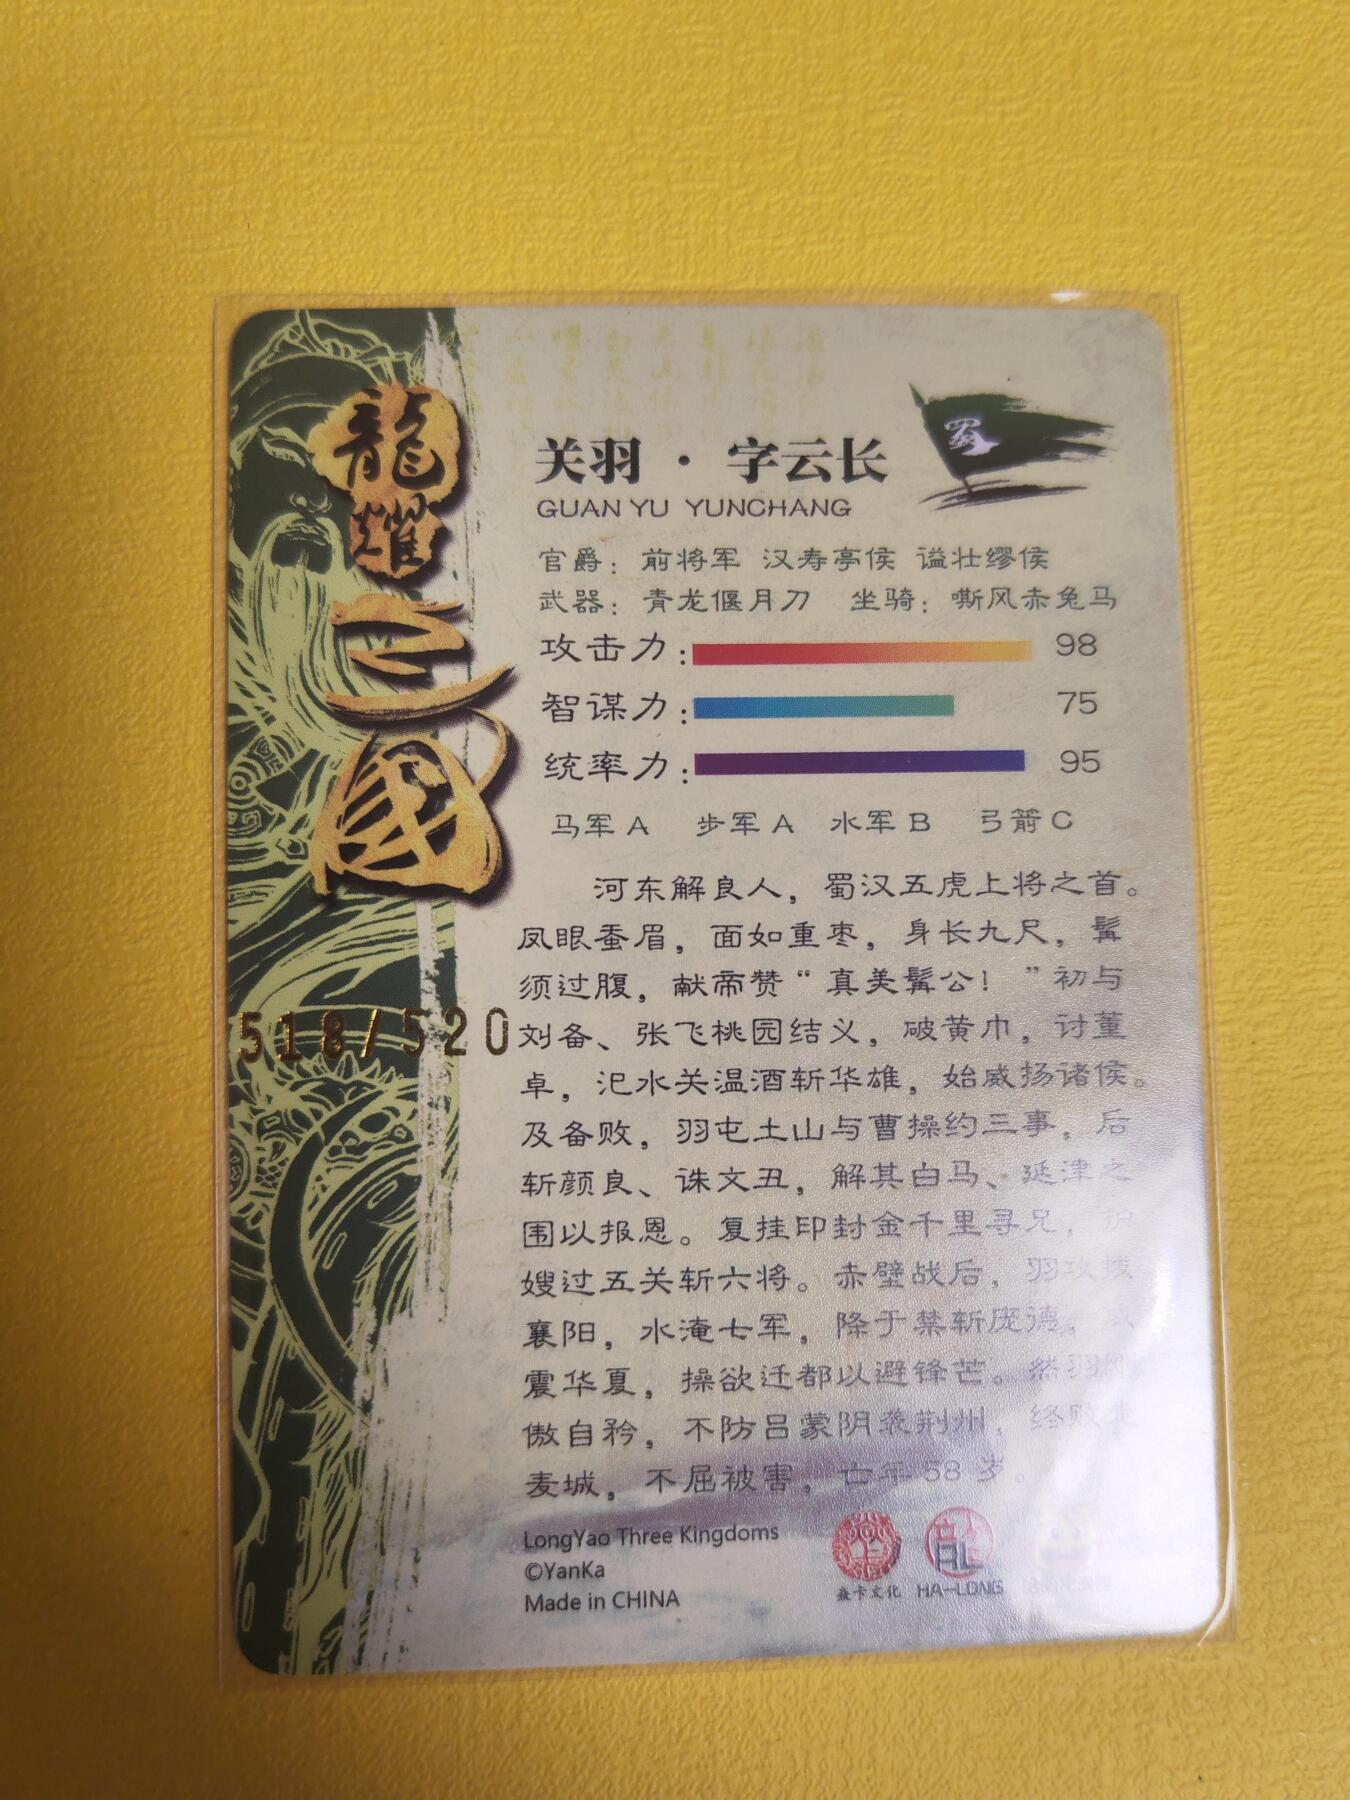 龍耀三國
蜀
关羽 · 字云长
GUAN YU YUNCHANG
官爵：前将军 汉寿亭侯 谥壮缪侯
武器：青龙偃月刀 坐骑：嘶风赤兔马
攻击力： 98
智谋力： 75
统率力： 95
马军A 步军A 水军B 弓箭C
河东解良人，蜀汉五虎上将之首。
凤眼蚕眉，面如重枣，身长九尺，髯
须过腹，献帝赞“真美髯公！”初与
刘备、张飞桃园结义，破黄巾，讨董
卓，汜水关温酒斩华雄，始威扬诸侯。
及备败，羽屯土山与曹操约三事，后
斩颜良、诛文丑，解其白马、延津之
围以报恩。复挂印封金千里寻兄，护
嫂过五关斩六将。赤壁战后，羽攻
襄阳，水淹七军，降于禁斩庞德，威
震华夏，操欲迁都以避锋芒。然羽刚
傲自矜，不防吕蒙阴袭荆州，终败走
麦城，不屈被害，亡年58岁。
518/520
LongYao Three Kingdoms
©YanKa
Made in CHINA
焱卡文化
HA-LONG